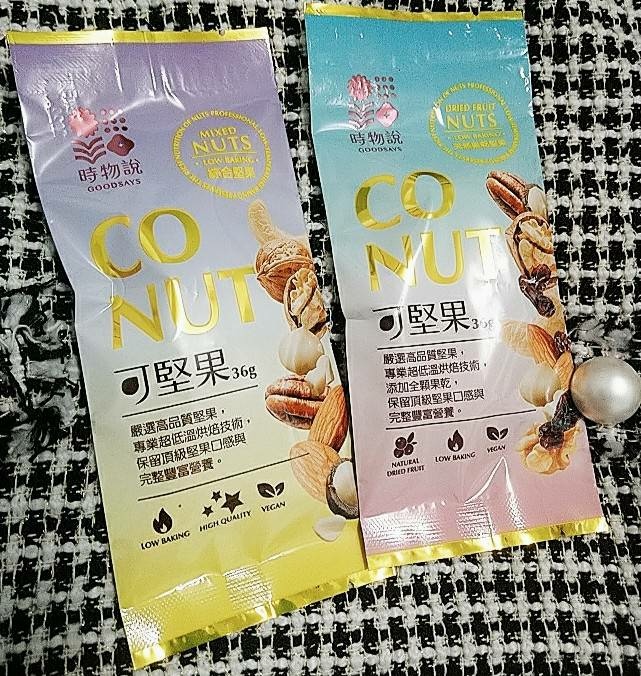 時物說
GOODSAYS
MIXED
NUTS
LOW BAKING
綜合堅果
CO
NUT
可堅果36g
嚴選高品質堅果,
專業超低溫烘焙技術,
保留頂級堅果口感與
完整豐富營養。
LOW BAKING
HIGH QUALITY
VEGAN
時物說
GOODSAYS
DRIED FRUIT
NUTS
LOW BAKING
CO
NUT
可堅果36g
嚴選高品質堅果,
專業超低溫烘焙技術,
添加全顆果乾,
保留頂級堅果口感與
完整豐富營養。
NATURAL
DRIED FRUIT
LOW BAKING
VEGAN